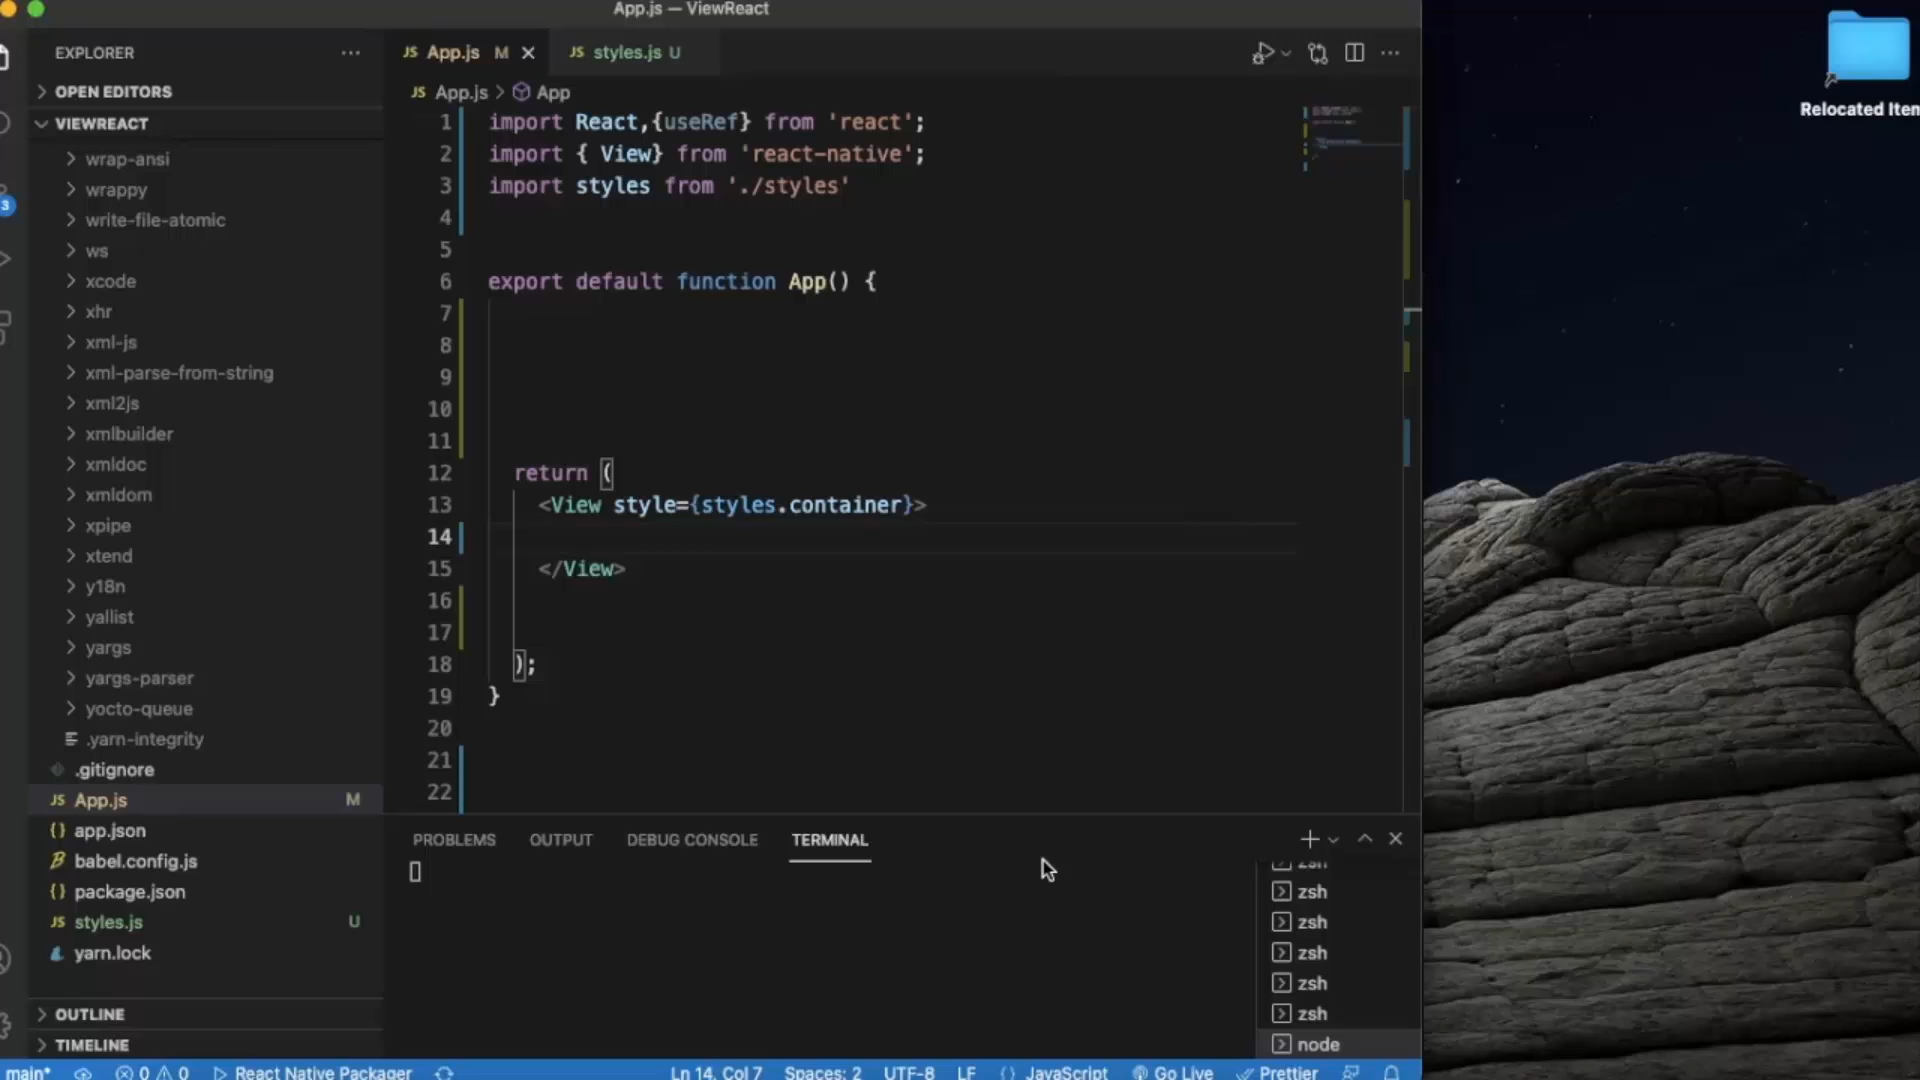 App.js — ViewReact
EXPLORER
JS App.js M
JS styles.js U
OPEN EDITORS
JS App.js > App
VIEWREACT
wrap-ansi
wrappy
write-file-atomic
ws
xcode
xhr
xml-js
xml-parse-from-string
xml2js
xmlbuilder
xmldoc
xmldom
xpipe
xtend
y18n
yallist
yargs
yargs-parser
yocto-queue
.yarn-integrity
.gitignore
JS App.js M
{} app.json
babel.config.js
{} package.json
JS styles.js U
yarn.lock
OUTLINE
TIMELINE
3
1 import React,{useRef} from 'react';
2 import { View} from 'react-native';
3 import styles from './styles'
4
5
6 export default function App() {
7
8
9
10
11
12 return (
13 <View style={styles.container}>
14
15 </View>
16
17
18 );
19 }
20
21
22
PROBLEMS OUTPUT DEBUG CONSOLE TERMINAL
zsh
zsh
zsh
zsh
zsh
zsh
node
main* 0 0 React Native Packager Ln 14, Col 7 Spaces: 2 UTF-8 LF {} JavaScript Go Live Prettier
Relocated Item